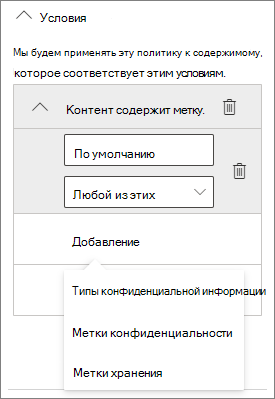 Условия
Мы будем применять эту политику к содержимому,
которое соответствует этим условиям.
Контент содержит метку.
По умолчанию
Любой из этих
Добавление
Типы конфиденциальной информации
Метки конфиденциальности
Метки хранения